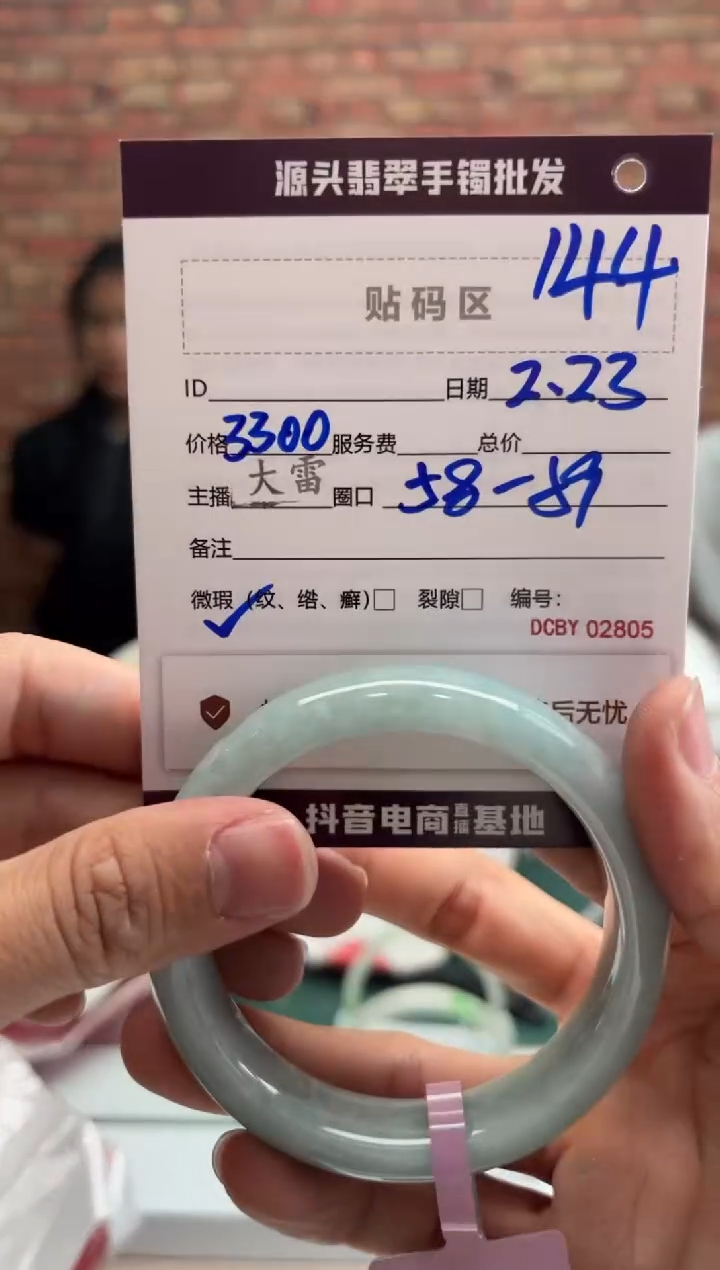 源头翡翠手镯批发
144
贴码区
ID 日期 2、23
价格 3300 服务费 总价
主播 大雷 圈口 58-59
备注
微瑕 ✓ (纹、绺、癣)□ 裂隙□ 编号:
DCBY 02805
后无忧
抖音电商直播基地